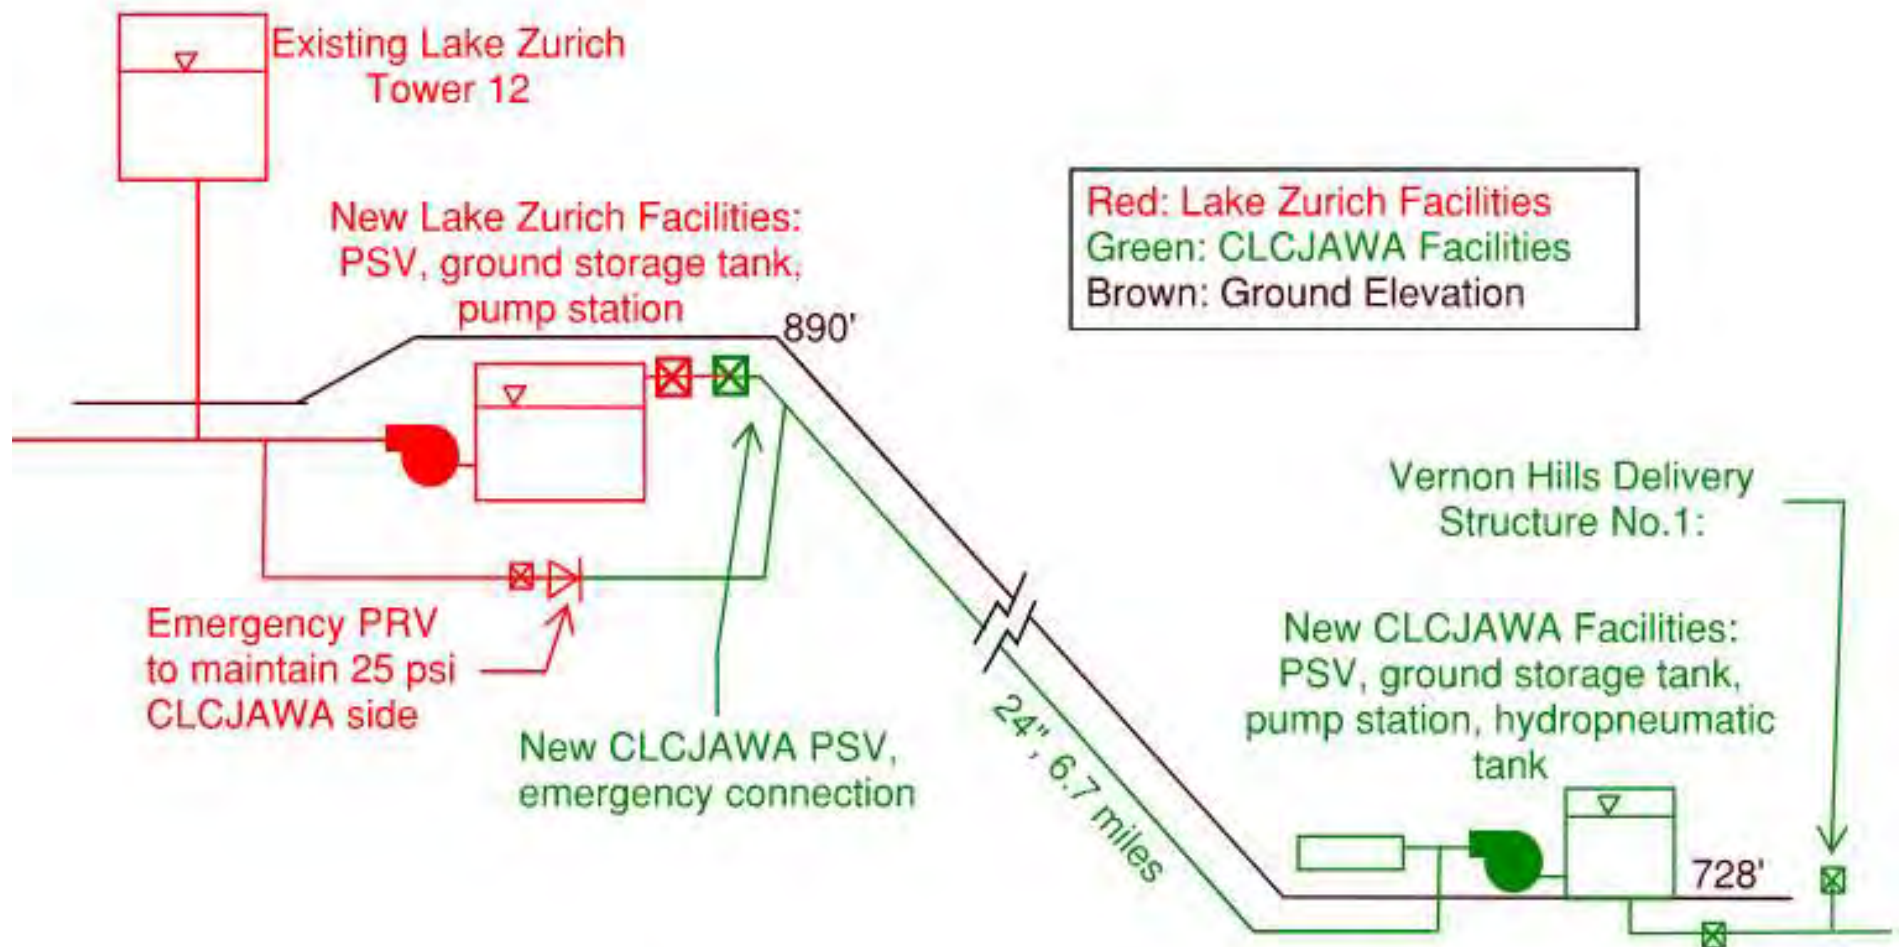 Existing Lake Zurich
Tower 12
New Lake Zurich Facilities:
PSV, ground storage tank,
pump station
890'
Red: Lake Zurich Facilities
Green: CLCJAWA Facilities
Brown: Ground Elevation
Vernon Hills Delivery
Structure No.1:
Emergency PRV
to maintain 25 psi
CLCJAWA side
New CLCJAWA PSV,
emergency connection
24", 6.7 miles
New CLCJAWA Facilities:
PSV, ground storage tank,
pump station, hydropneumatic
tank
728'